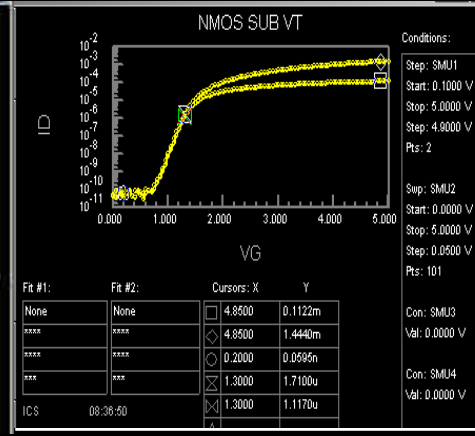 NMOS SUB VT
ID
10-2
10-3
10-4
10-5
10-6
10-7
10-8
10-9
10-10
10-11
0.000 1.000 2.000 3.000 4.000 5.000
VG
Conditions:
Step: SMU1
Start: 0.1000 V
Stop: 5.0000 V
Step: 4.9000 V
Pts: 2
Swp: SMU2
Start: 0.0000 V
Stop: 5.0000 V
Step: 0.0500 V
Pts: 101
Con: SMU3
Val: 0.0000 V
Con: SMU4
Val: 0.0000 V
Fit #1: Fit #2: Cursors: X Y
None None 4.8500 0.1122m
**** **** 4.8500 1.4440m
**** **** 0.2000 0.0595n
*** *** 1.3000 1.7100u
ICS 08:36:50 1.3000 1.1170u